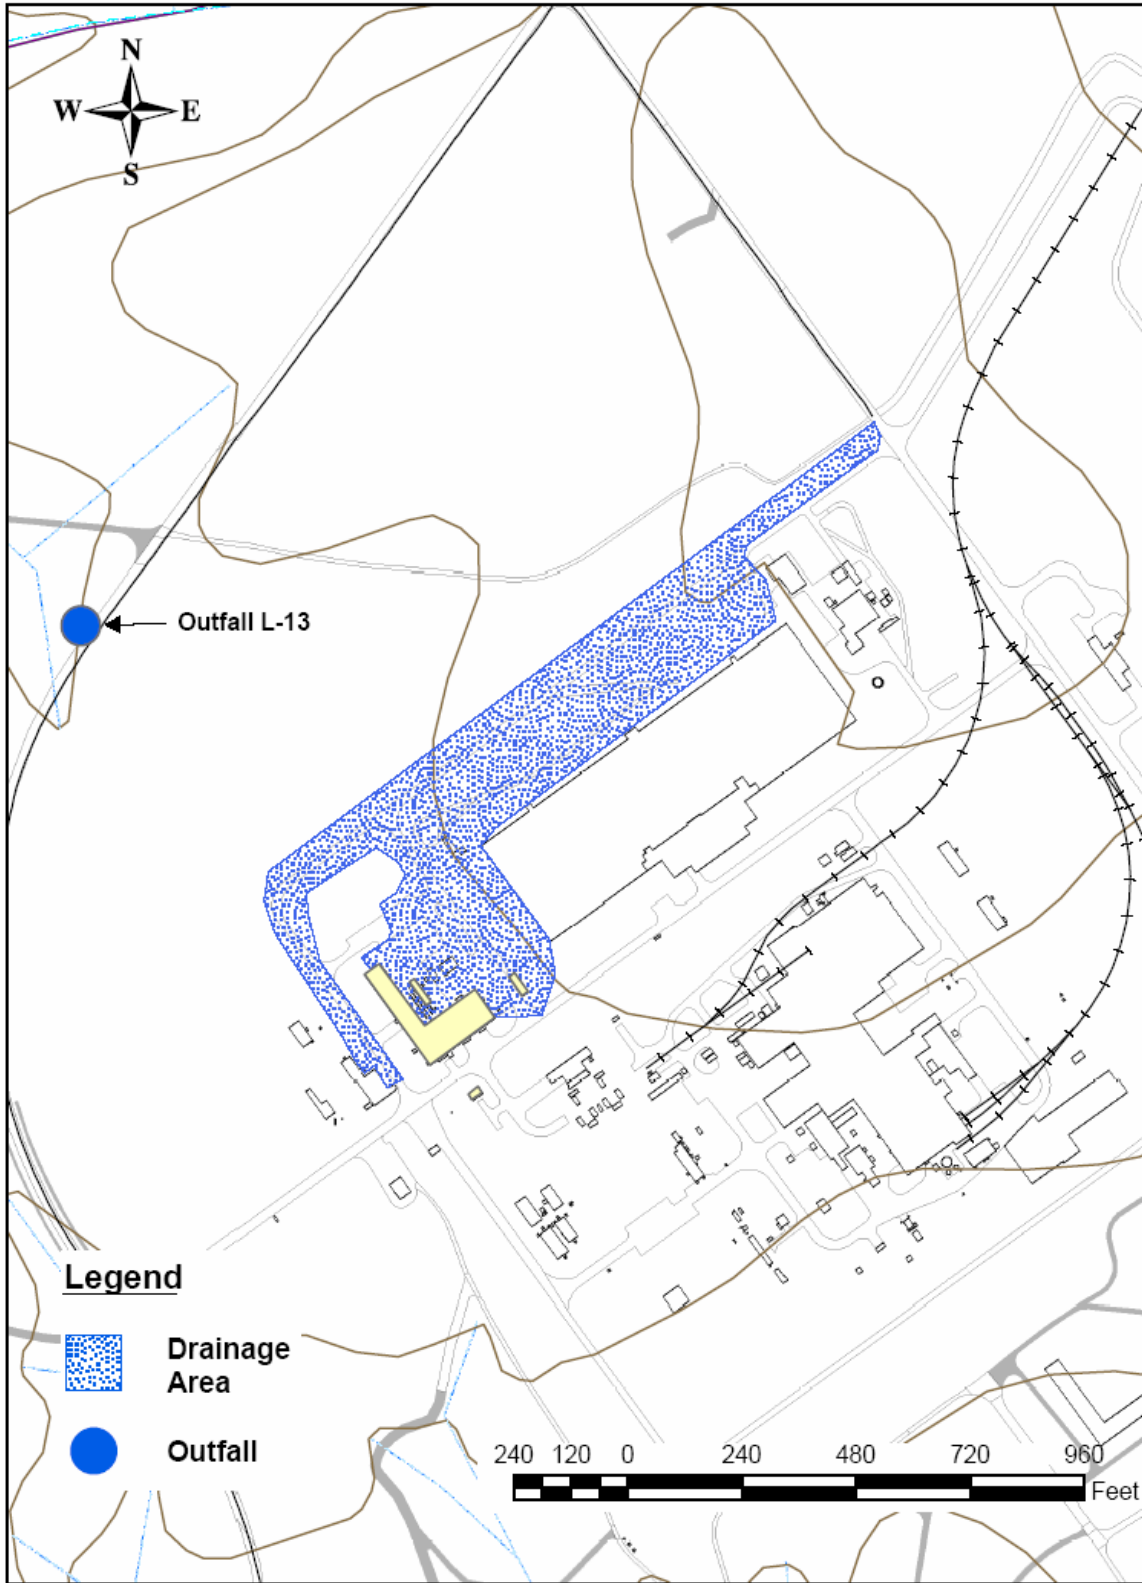 N
W E
S
Outfall L-13
Legend
Drainage
Area
Outfall
240 120 0 240 480 720 960
Feet